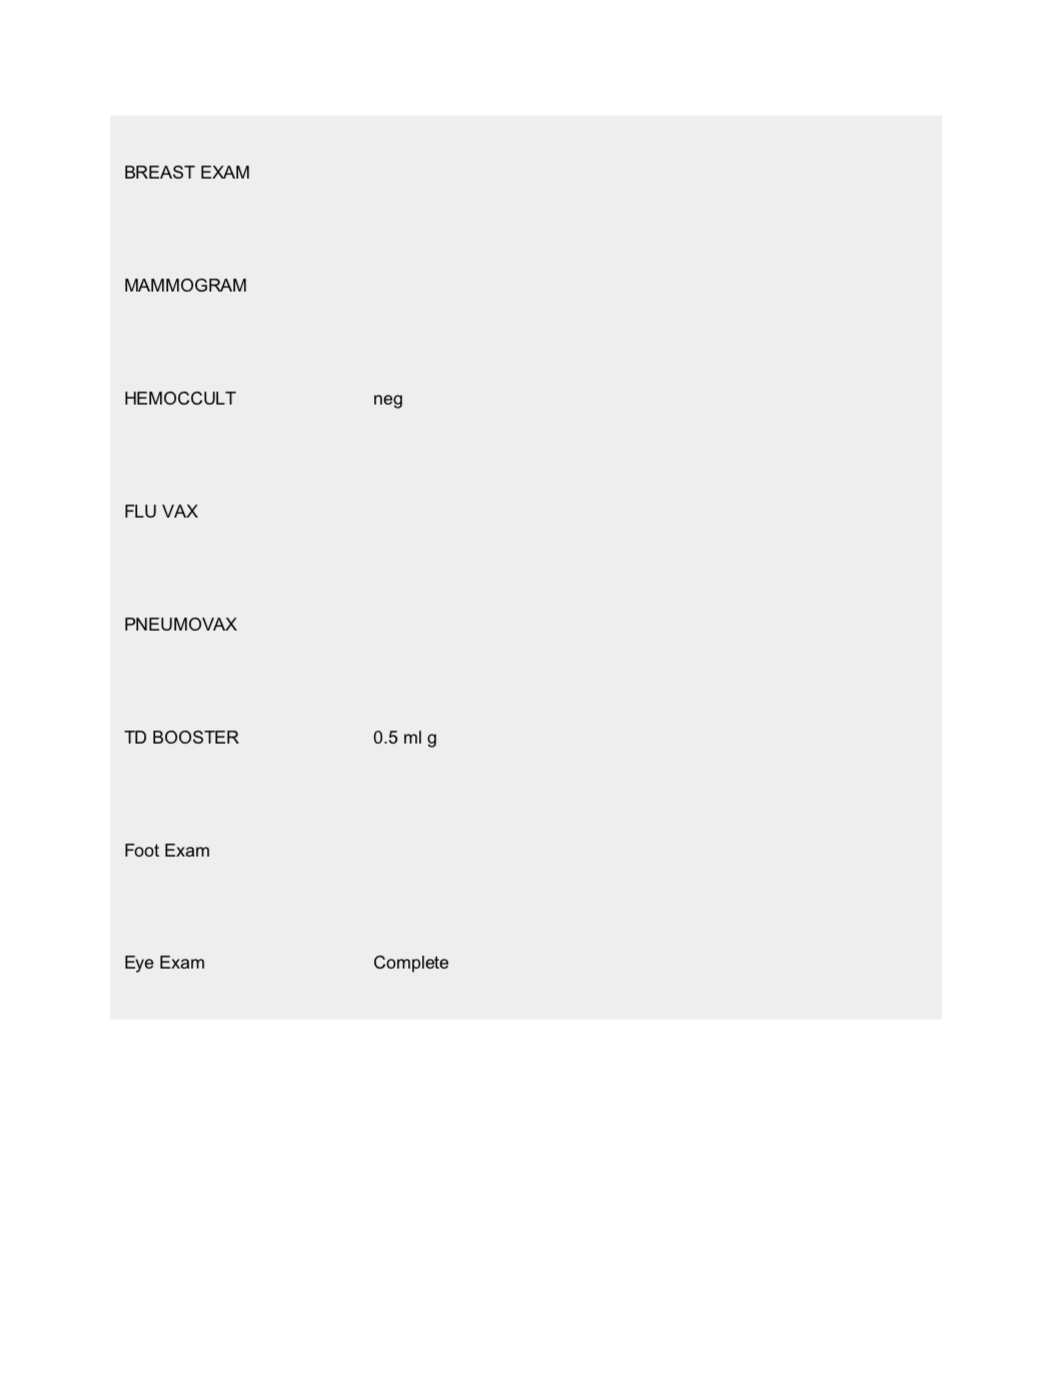 BREAST EXAM
MAMMOGRAM
HEMOCCULT neg
FLU VAX
PNEUMOVAX
TD BOOSTER 0.5 ml g
Foot Exam
Eye Exam Complete